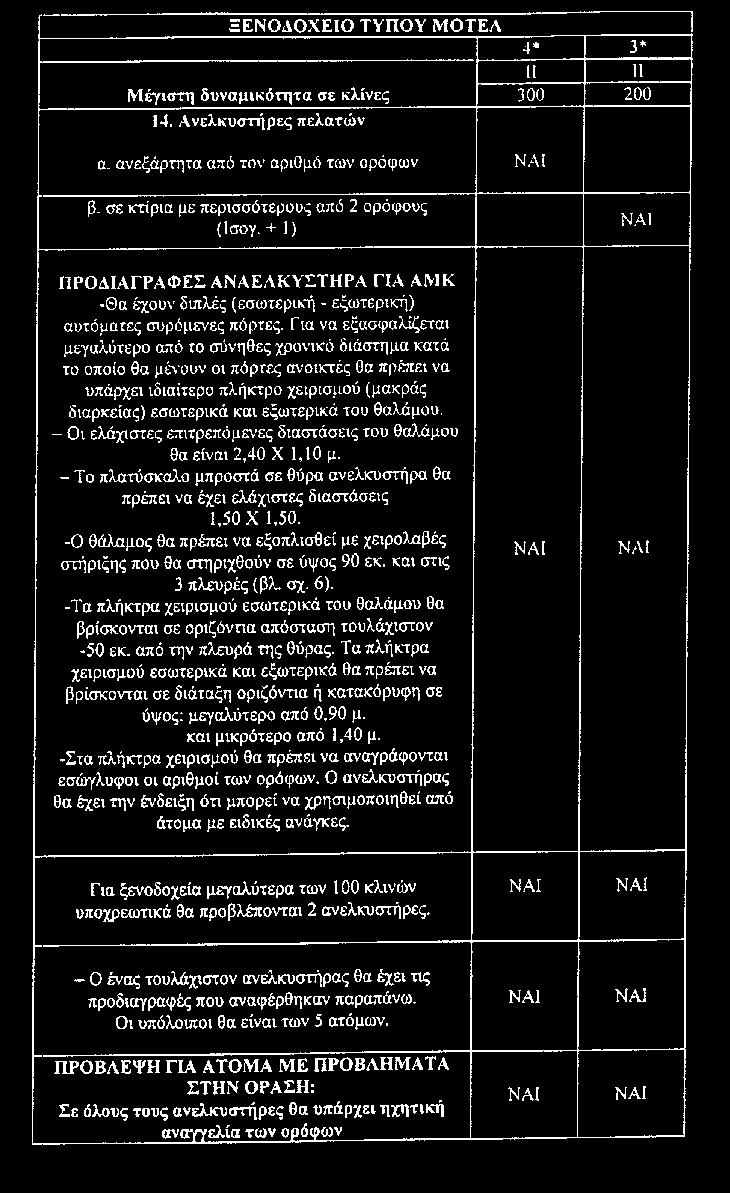 ΞΕΝΟΔΟΧΕΙΟ ΤΥΠΟΥ ΜΟΤΕΛ
4* 3*
Π Π
Μέγιστη δυναμικότητα σε κλίνες 300 200
14. Ανελκυστήρες πελατών
α. ανεξάρτητα από τον αριθμό των ορόφων ΝΑΙ
β. σε κτίρια με περισσότερους από 2 ορόφους
(Ισογ. + 1) ΝΑΙ
ΠΡΟΔΙΑΓΡΑΦΕΣ ΑΝΑΕΛΚΥΣΤΗΡΑ ΓΙΑ ΑΜΚ
-Θα έχουν διπλές (εσωτερική - εξωτερική)
αυτόματες συρόμενες πόρτες. Για να εξασφαλίζεται
μεγαλύτερο από το σύνηθες χρονικό διάστημα κατά
το οποίο θα μένουν οι πόρτες ανοικτές θα πρέπει να
υπάρχει ιδιαίτερο πλήκτρο χειρισμού (μακράς
διαρκείας) εσωτερικά και εξωτερικά του θαλάμου.
– Οι ελάχιστες επιτρεπόμενες διαστάσεις του θαλάμου
θα είναι 2,40 Χ 1,10 μ.
– Το πλατύσκαλο μπροστά σε θύρα ανελκυστήρα θα
πρέπει να έχει ελάχιστες διαστάσεις
1,50 Χ 1,50.
-Ο θάλαμος θα πρέπει να εξοπλισθεί με χειρολαβές
στήριξης που θα στηριχθούν σε ύψος 90 εκ. και στις
3 πλευρές (βλ. σχ. 6). ΝΑΙ ΝΑΙ
-Τα πλήκτρα χειρισμού εσωτερικά του θαλάμου θα
βρίσκονται σε οριζόντια απόσταση τουλάχιστον
-50 εκ. από την πλευρά της θύρας. Τα πλήκτρα
χειρισμού εσωτερικά και εξωτερικά θα πρέπει να
βρίσκονται σε διάταξη οριζόντια ή κατακόρυφη σε
ύψος: μεγαλύτερο από 0,90 μ.
και μικρότερο από 1,40 μ.
-Στα πλήκτρα χειρισμού θα πρέπει να αναγράφονται
εσώγλυφοι οι αριθμοί των ορόφων. Ο ανελκυστήρας
θα έχει την ένδειξη ότι μπορεί να χρησιμοποιηθεί από
άτομα με ειδικές ανάγκες.
Για ξενοδοχεία μεγαλύτερα των 100 κλινών ΝΑΙ ΝΑΙ
υποχρεωτικά θα προβλέπονται 2 ανελκυστήρες.
– Ο ένας τουλάχιστον ανελκυστήρας θα έχει τις
προδιαγραφές που αναφέρθηκαν παραπάνω. ΝΑΙ ΝΑΙ
Οι υπόλοιποι θα είναι των 5 ατόμων.
ΠΡΟΒΛΕΨΗ ΓΙΑ ΑΤΟΜΑ ΜΕ ΠΡΟΒΛΗΜΑΤΑ
ΣΤΗΝ ΟΡΑΣΗ: ΝΑΙ ΝΑΙ
Σε όλους τους ανελκυστήρες θα υπάρχει ηχητική
αναγγελία των ορόφων